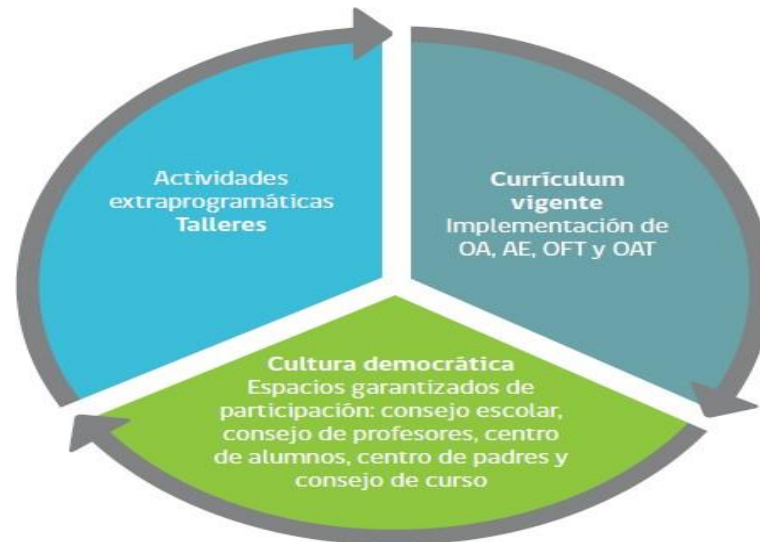 Actividades
extraprogramáticas
Talleres
Currículum
vigente
Implementación de
OA, AE, OFT y OAT
Cultura democrática
Espacios garantizados de
participación: consejo escolar,
consejo de profesores, centro
de alumnos, centro de padres y
consejo de curso